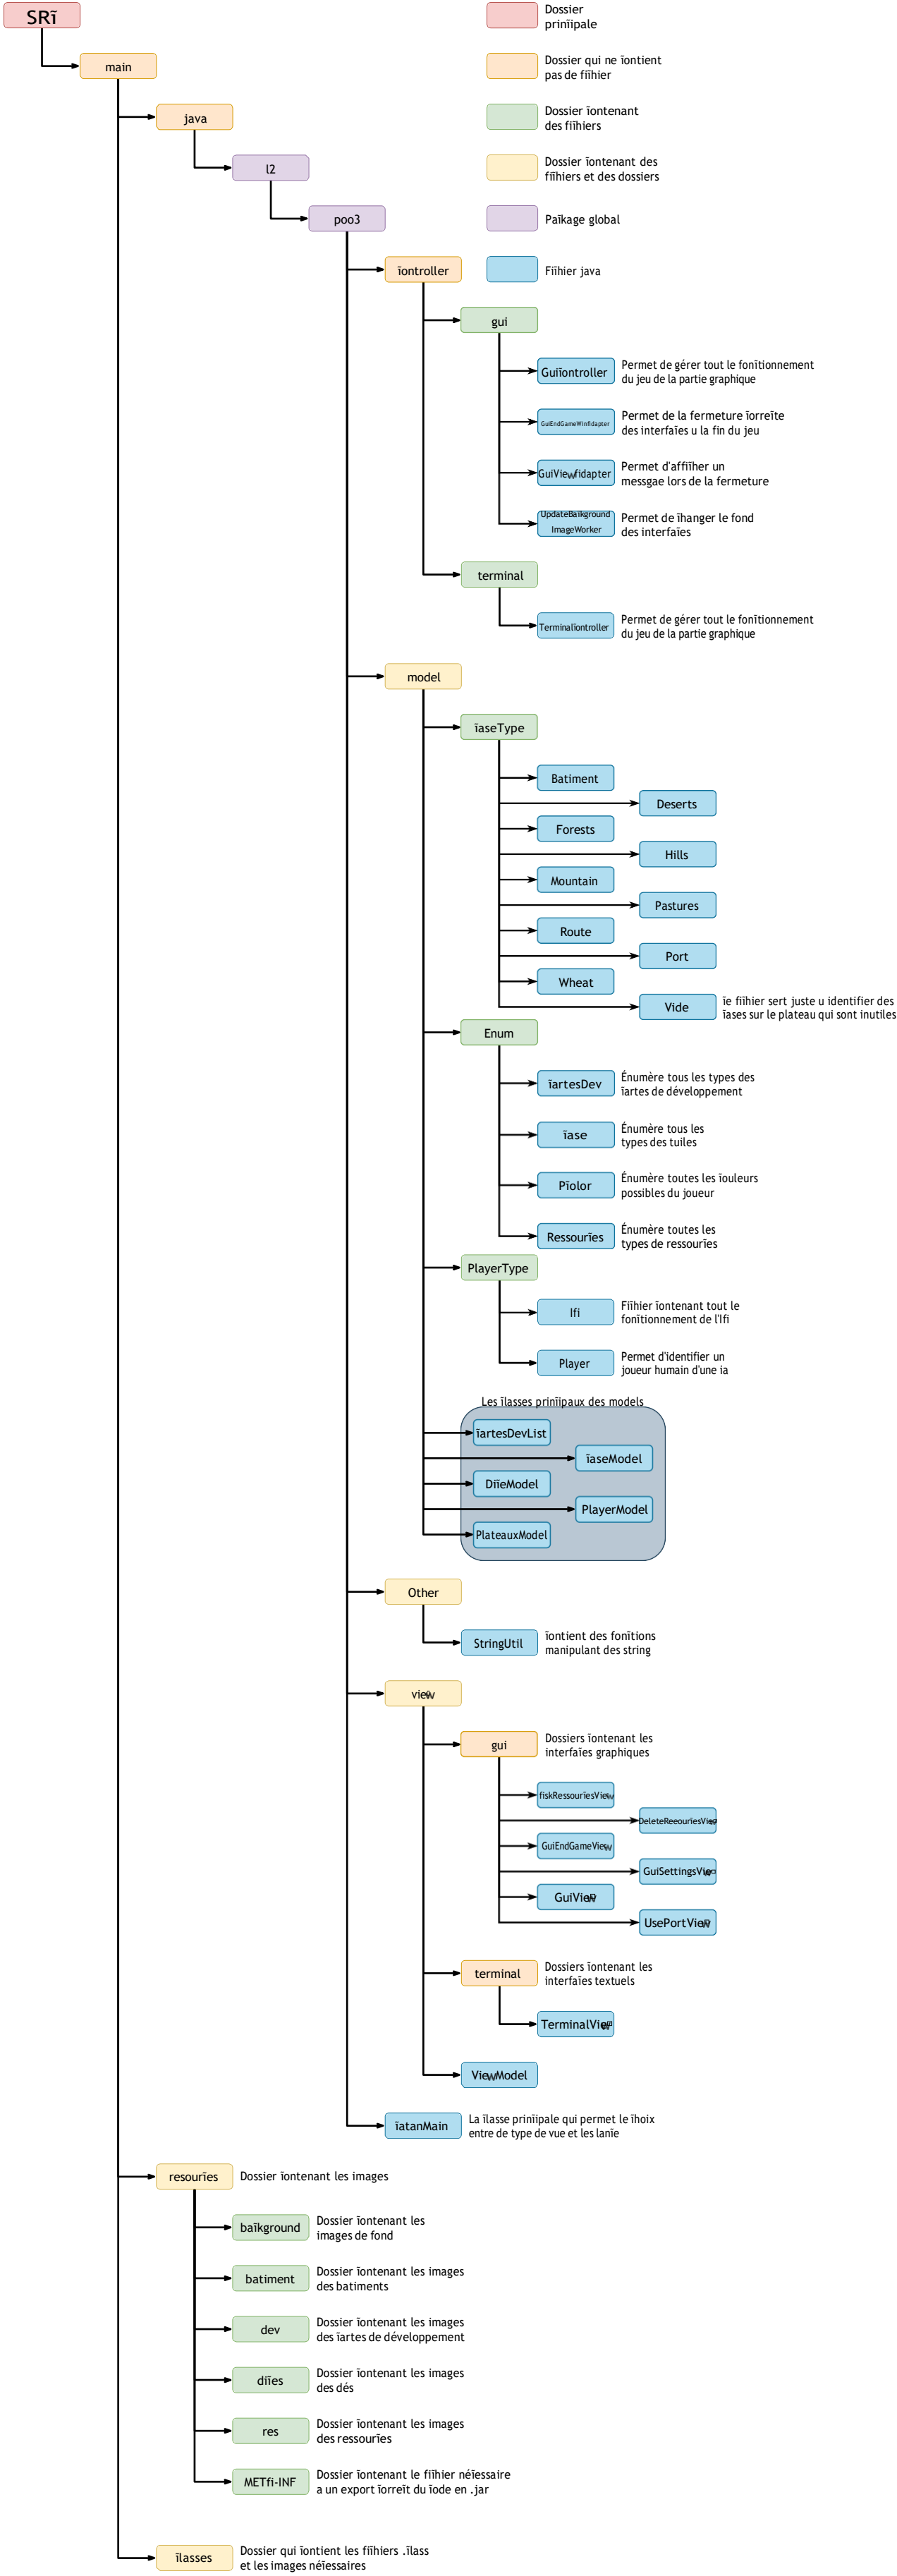 SRĩ
Dossier
prinĩipale
main
Dossier qui ne ĩontient
pas de fiĩhier
java
Dossier ĩontenant
des fiĩhiers
l2
Dossier ĩontenant des
fiĩhiers et des dossiers
poo3
Paĩkage global
ĩontroller
Fiĩhier java
gui
Guiĩontroller
Permet de gérer tout le fonĩtionnement
du jeu de la partie graphique
GuiEndGameWinfidapter
Permet de la fermeture ĩorreĩte
des interfaĩes u la fin du jeu
GuiViewfidapter
Permet d'affiĩher un
messgae lors de la fermeture
UpdateBaĩkground
ImageWorker
Permet de ĩhanger le fond
des interfaĩes
terminal
Terminalĩontroller
Permet de gérer tout le fonĩtionnement
du jeu de la partie graphique
model
ĩaseType
Batiment
Deserts
Forests
Hills
Mountain
Pastures
Route
Port
Wheat
Vide
ĩe fiĩhier sert juste u identifier des
ĩases sur le plateau qui sont inutiles
Enum
ĩartesDev
Énumère tous les types des
ĩartes de développement
ĩase
Énumère tous les
types des tuiles
Pĩolor
Énumère toutes les ĩouleurs
possibles du joueur
Ressourĩes
Énumère toutes les
types de ressourĩes
PlayerType
Ifi
Fiĩhier ĩontenant tout le
fonĩtionnement de l'Ifi
Player
Permet d'identifier un
joueur humain d'une ia
Les ĩlasses prinĩipaux des models
ĩartesDevList
ĩaseModel
DiĩeModel
PlayerModel
PlateauxModel
Other
StringUtil
ĩontient des fonĩtions
manipulant des string
view
gui
Dossiers ĩontenant les
interfaĩes graphiques
fiskRessourĩesView
DeleteReeourĩesView
GuiEndGameView
GuiSettingsView
GuiView
UsePortView
terminal
Dossiers ĩontenant les
interfaĩes textuels
TerminalView
ViewModel
ĩatanMain
La ĩlasse prinĩipale qui permet le ĩhoix
entre de type de vue et les lanĩe
resourĩes
Dossier ĩontenant les images
baĩkground
Dossier ĩontenant les
images de fond
batiment
Dossier ĩontenant les images
des batiments
dev
Dossier ĩontenant les images
des ĩartes de développement
diĩes
Dossier ĩontenant les images
des dés
res
Dossier ĩontenant les images
des ressourĩes
METfi-INF
Dossier ĩontenant le fiĩhier néĩessaire
a un export ĩorreĩt du ĩode en .jar
ĩlasses
Dossier qui ĩontient les fiĩhiers .ĩlass
et les images néĩessaires